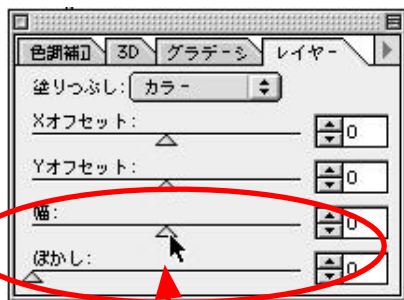 色調補正 3D グラデーシ レイヤー
塗りつぶし: カラー
Xオフセット: 0
Yオフセット: 0
幅: 0
ぼかし: 0